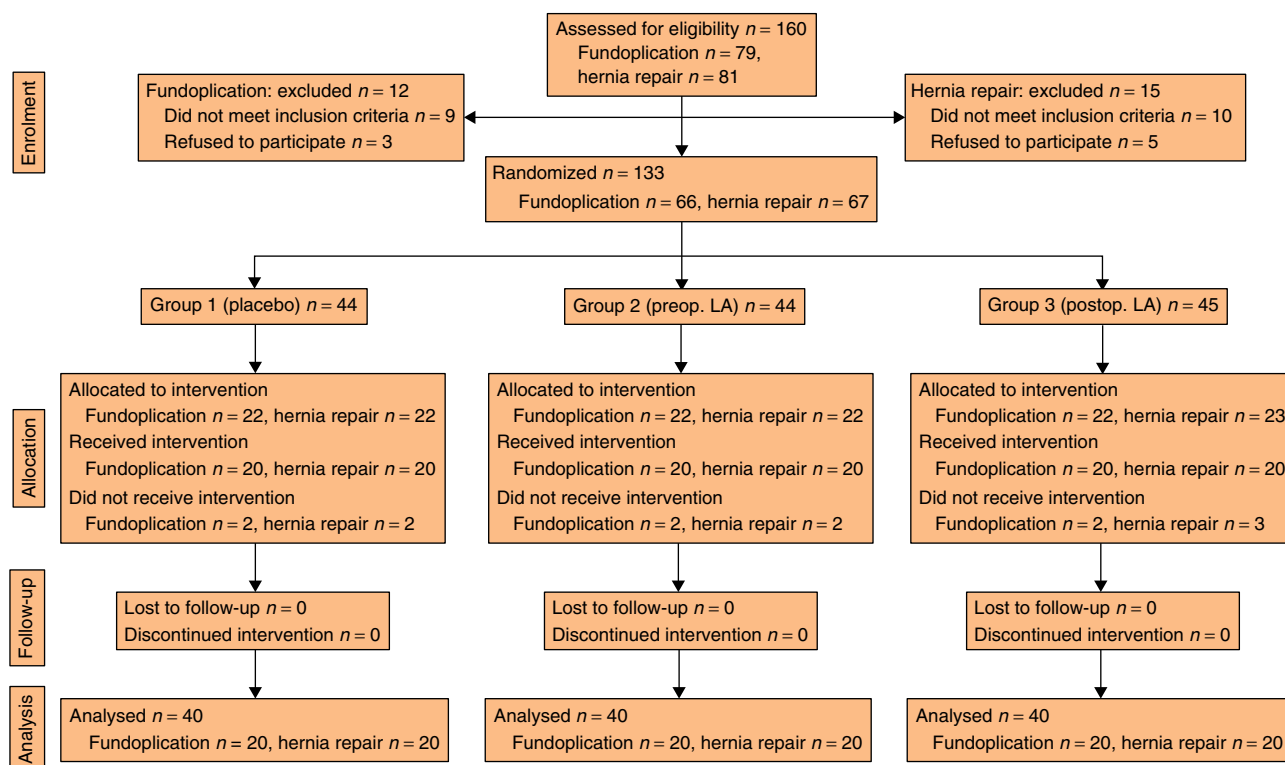 Assessed for eligibility n = 160
Fundoplication n = 79,
hernia repair n = 81
Enrolment
Fundoplication: excluded n = 12
Did not meet inclusion criteria n = 9
Refused to participate n = 3
Hernia repair: excluded n = 15
Did not meet inclusion criteria n = 10
Refused to participate n = 5
Randomized n = 133
Fundoplication n = 66, hernia repair n = 67
Group 1 (placebo) n = 44
Group 2 (preop. LA) n = 44
Group 3 (postop. LA) n = 45
Allocation
Allocated to intervention
Fundoplication n = 22, hernia repair n = 22
Received intervention
Fundoplication n = 20, hernia repair n = 20
Did not receive intervention
Fundoplication n = 2, hernia repair n = 2
Allocated to intervention
Fundoplication n = 22, hernia repair n = 22
Received intervention
Fundoplication n = 20, hernia repair n = 20
Did not receive intervention
Fundoplication n = 2, hernia repair n = 2
Allocated to intervention
Fundoplication n = 22, hernia repair n = 23
Received intervention
Fundoplication n = 20, hernia repair n = 20
Did not receive intervention
Fundoplication n = 2, hernia repair n = 3
Follow-up
Lost to follow-up n = 0
Discontinued intervention n = 0
Lost to follow-up n = 0
Discontinued intervention n = 0
Lost to follow-up n = 0
Discontinued intervention n = 0
Analysis
Analysed n = 40
Fundoplication n = 20, hernia repair n = 20
Analysed n = 40
Fundoplication n = 20, hernia repair n = 20
Analysed n = 40
Fundoplication n = 20, hernia repair n = 20